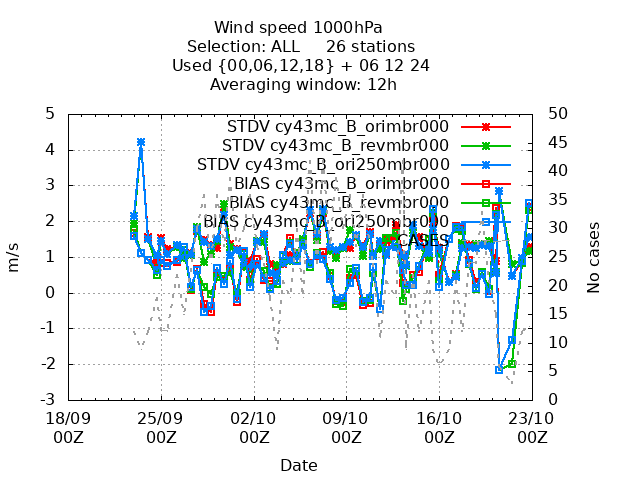 Wind speed 1000hPa
Selection: ALL 26 stations
Used {00,06,12,18} + 06 12 24
Averaging window: 12h
STDV cy43mc_B_orimbr000
STDV cy43mc_B_revmbr000
STDV cy43mc_B_ori250mbr000
BIAS cy43mc_B_orimbr000
BIAS cy43mc_B_revmbr000
BIAS cy43mc_B_ori250mbr000
CASES
5
4
3
2
1
0
-1
-2
-3
m/s
50
45
40
35
30
25
20
15
10
5
0
No cases
18/09 25/09 02/10 09/10 16/10 23/10
00Z 00Z 00Z 00Z 00Z 00Z
Date